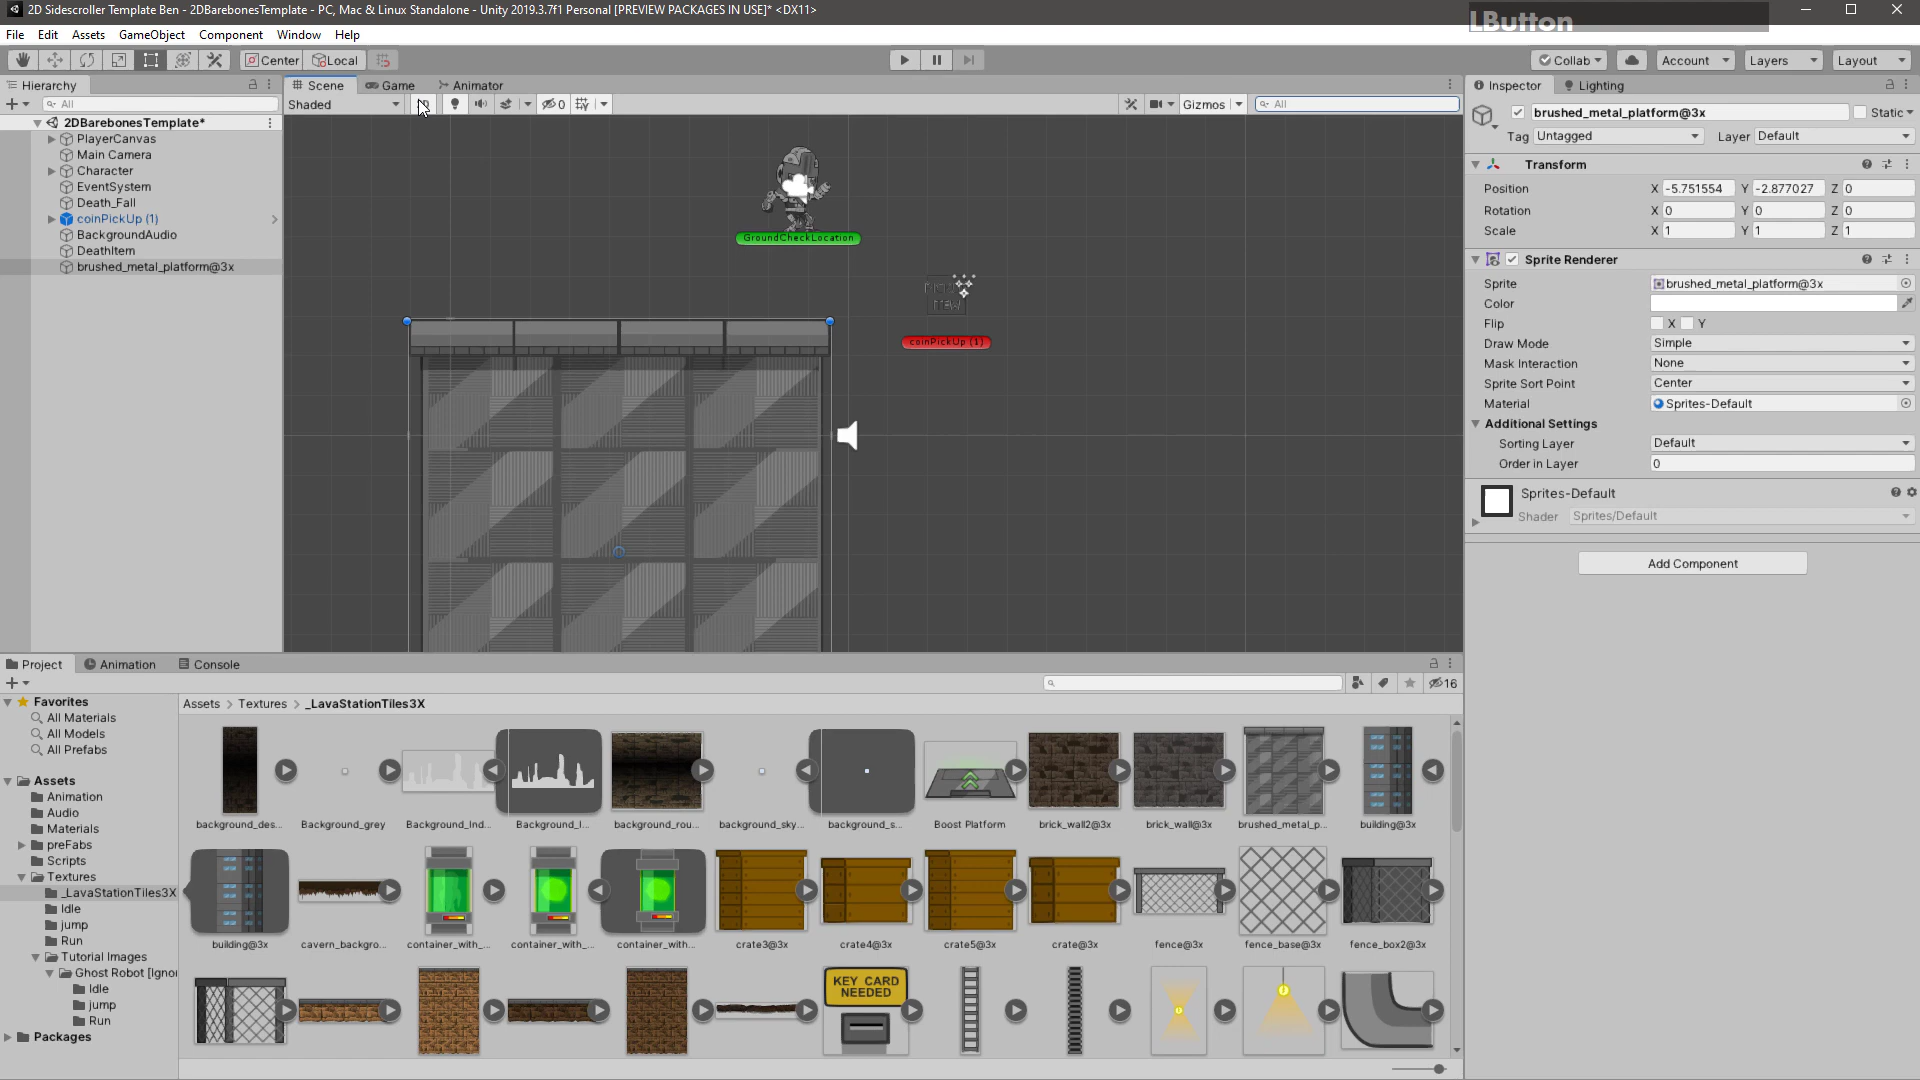 2D Sidescroller Template Ben - 2DBarebonesTemplate - PC, Mac & Linux Standalone - Unity 2019.3.7f1 Personal [PREVIEW PACKAGES IN USE]* <DX11>
LButton
File Edit Assets GameObject Component Window Help
Center Local
Collab Account Layers Layout
Hierarchy
All
2DBarebonesTemplate*
PlayerCanvas
Main Camera
Character
EventSystem
Death_Fall
coinPickUp (1)
BackgroundAudio
DeathItem
brushed_metal_platform@3x
Scene Game Animator
Shaded 0 Gizmos All
GroundCheckLocation
coinPickUp (1)
Inspector Lighting
brushed_metal_platform@3x Static
Tag Untagged Layer Default
Transform
Position X -5.751554 Y -2.877027 Z 0
Rotation X 0 Y 0 Z 0
Scale X 1 Y 1 Z 1
Sprite Renderer
Sprite brushed_metal_platform@3x
Color
Flip X Y
Draw Mode Simple
Mask Interaction None
Sprite Sort Point Center
Material Sprites-Default
Additional Settings
Sorting Layer Default
Order in Layer 0
Sprites-Default
Shader Sprites/Default
Add Component
Project Animation Console
16
Favorites
All Materials
All Models
All Prefabs
Assets
Animation
Audio
Materials
preFabs
Scripts
Textures
_LavaStationTiles3X
Idle
jump
Run
Tutorial Images
Ghost Robot [Ignor
Idle
jump
Run
Packages
Assets > Textures > _LavaStationTiles3X
background_des... Background_grey Background_Ind... Background_I... background_rou... background_sky... background_s... Boost Platform brick_wall2@3x brick_wall@3x brushed_metal_p... building@3x
building@3x cavern_backgro... container_with_... container_with_... container_with... crate3@3x crate4@3x crate5@3x crate@3x fence@3x fence_base@3x fence_box2@3x
KEY CARD
NEEDED